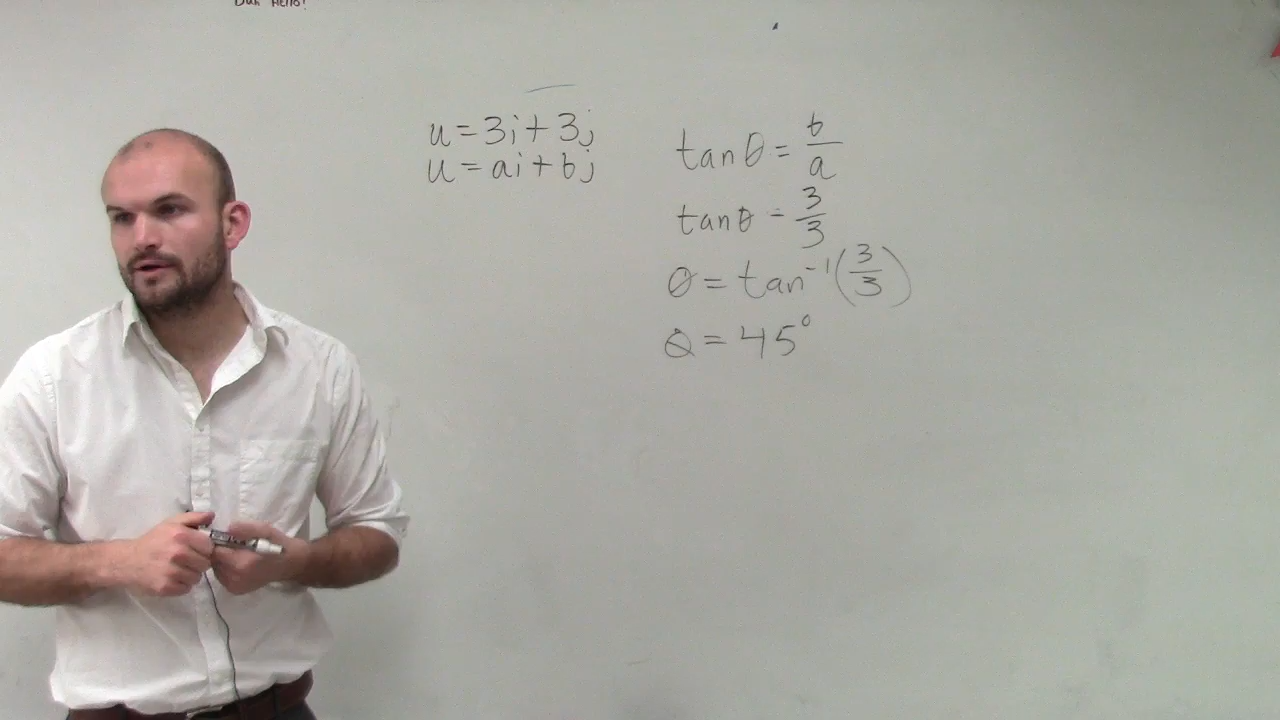 u = 3i + 3j
u = ai + bj
tan θ = b/a
tan θ = 3/3
θ = tan⁻¹(3/3)
θ = 45°